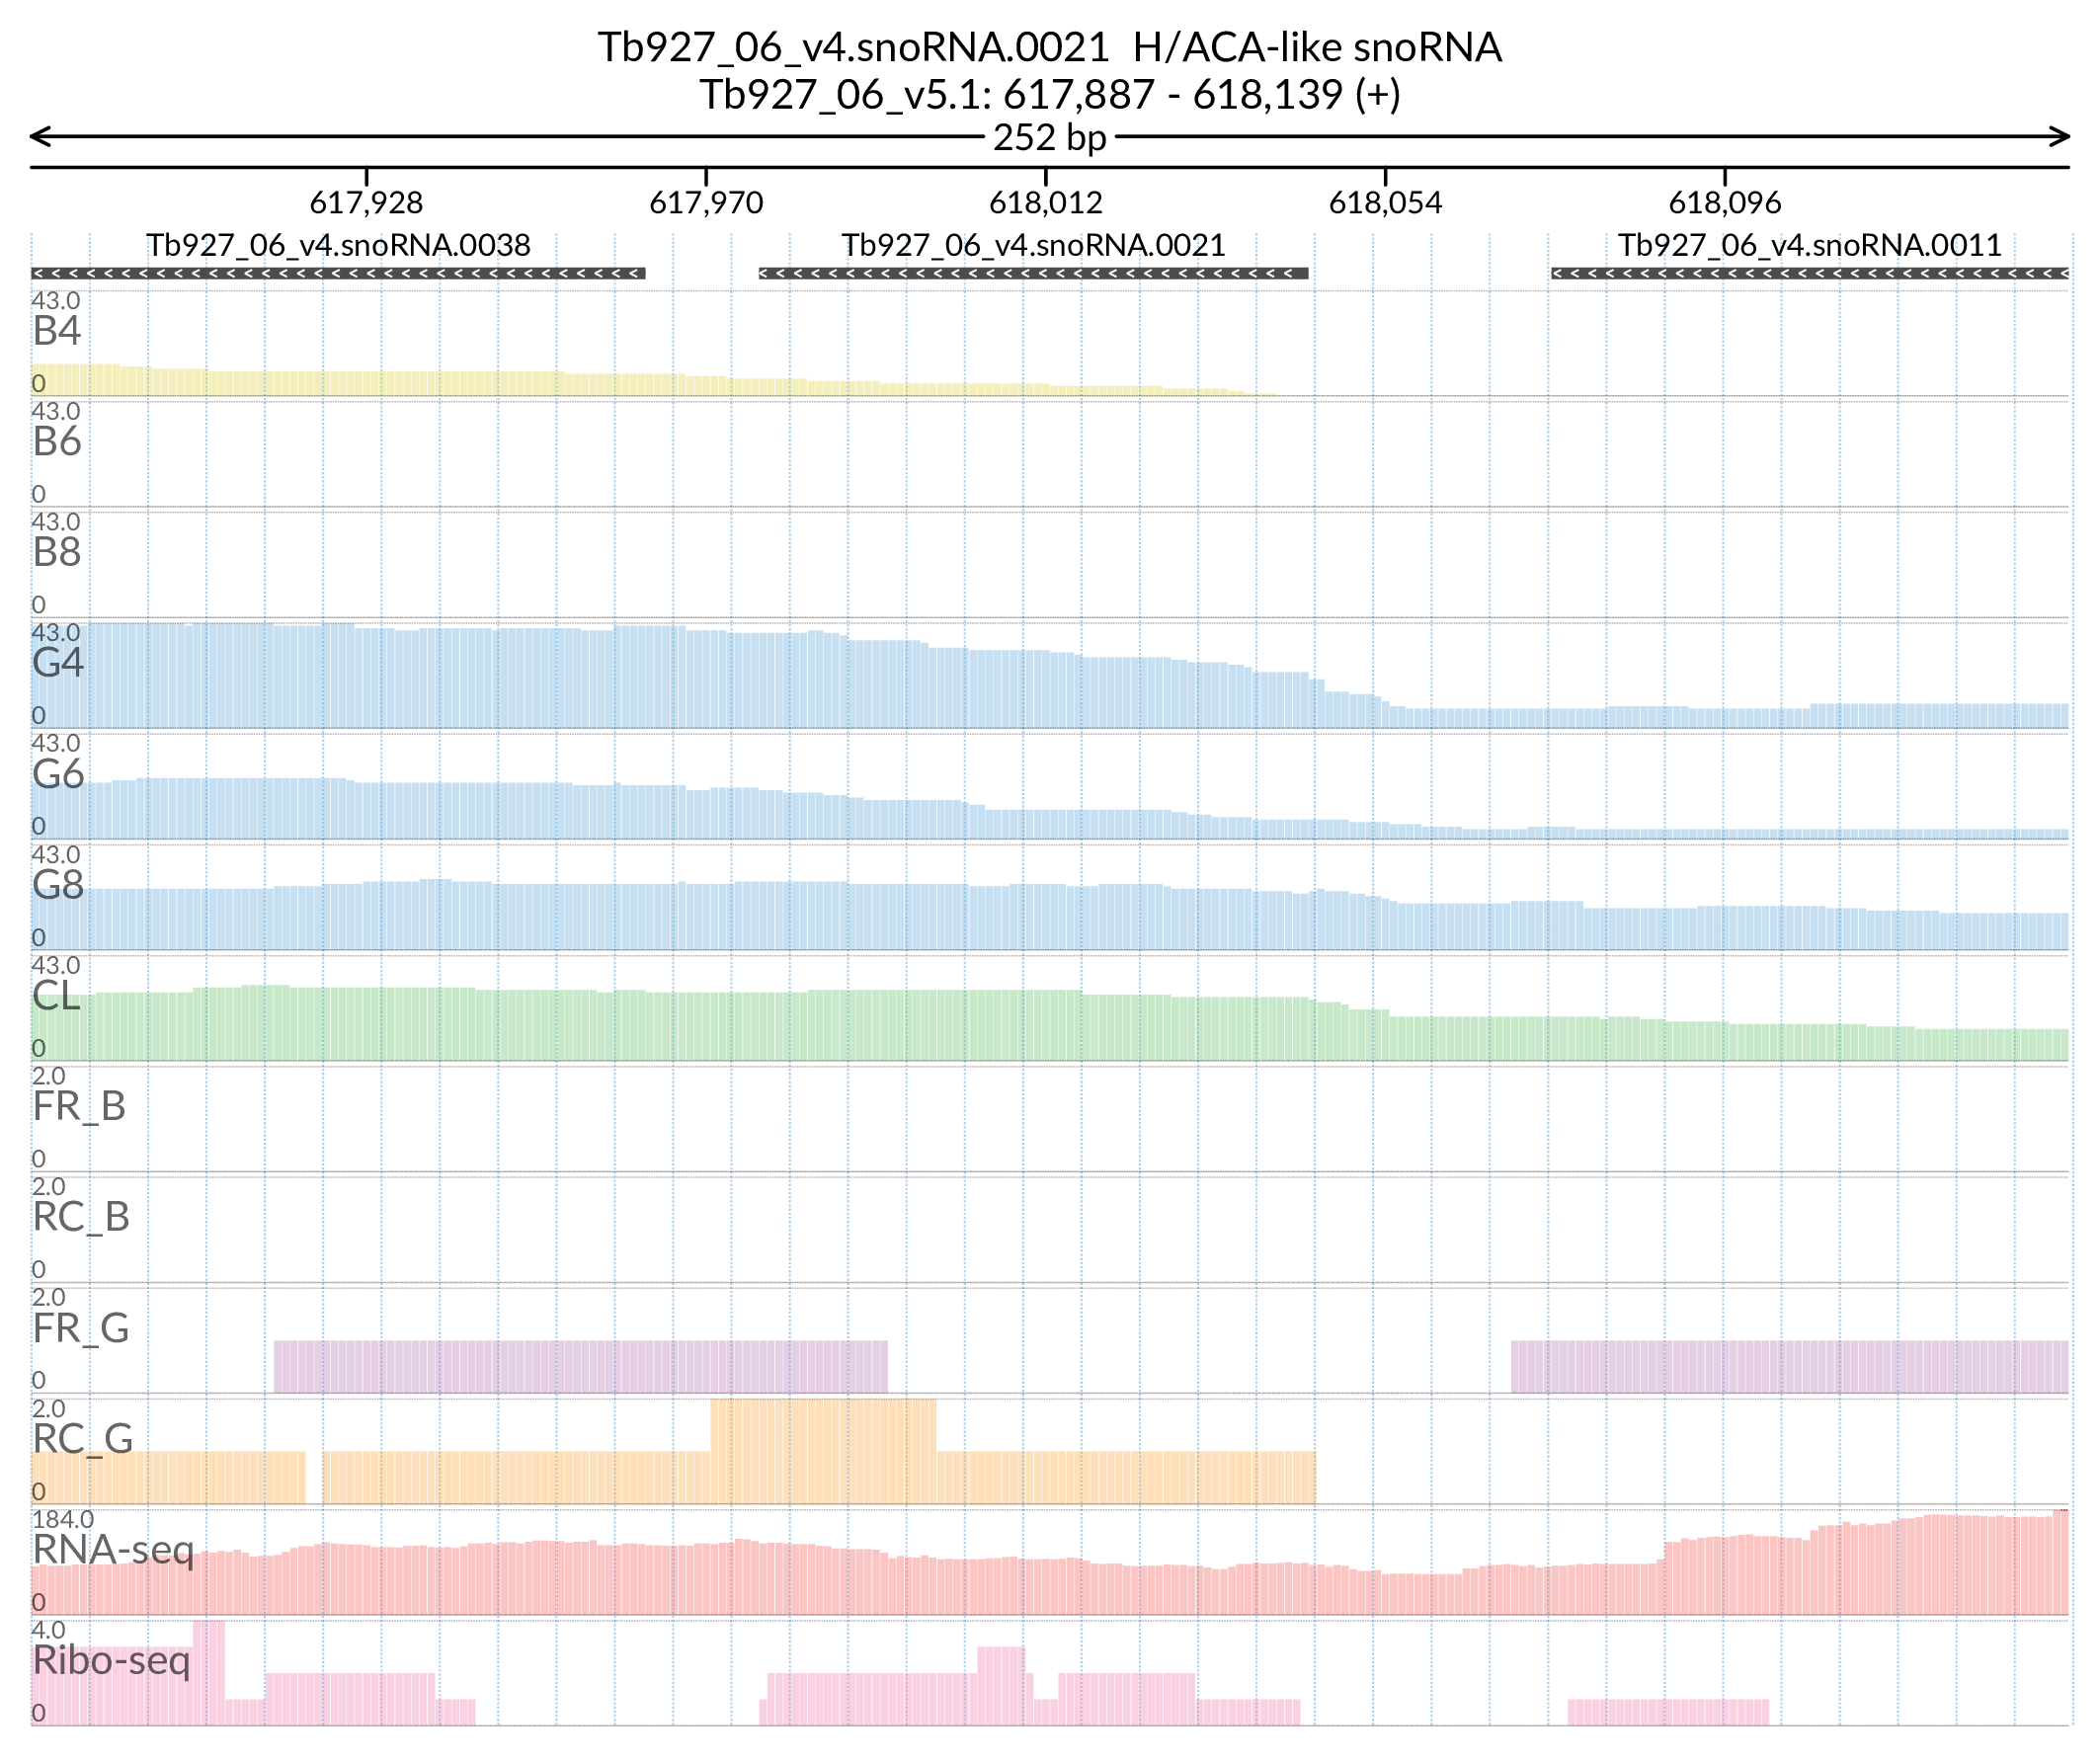 Tb927_06_v4.snoRNA.0021  H/ACA-like snoRNA
Tb927_06_v5.1: 617,887 - 618,139 (+)
252 bp
617,928 617,970 618,012 618,054 618,096
Tb927_06_v4.snoRNA.0038 Tb927_06_v4.snoRNA.0021 Tb927_06_v4.snoRNA.0011
43.0
B4
0
43.0
B6
0
43.0
B8
0
43.0
G4
0
43.0
G6
0
43.0
G8
0
43.0
CL
0
2.0
FR_B
0
2.0
RC_B
0
2.0
FR_G
0
2.0
RC_G
0
184.0
RNA-seq
0
4.0
Ribo-seq
0